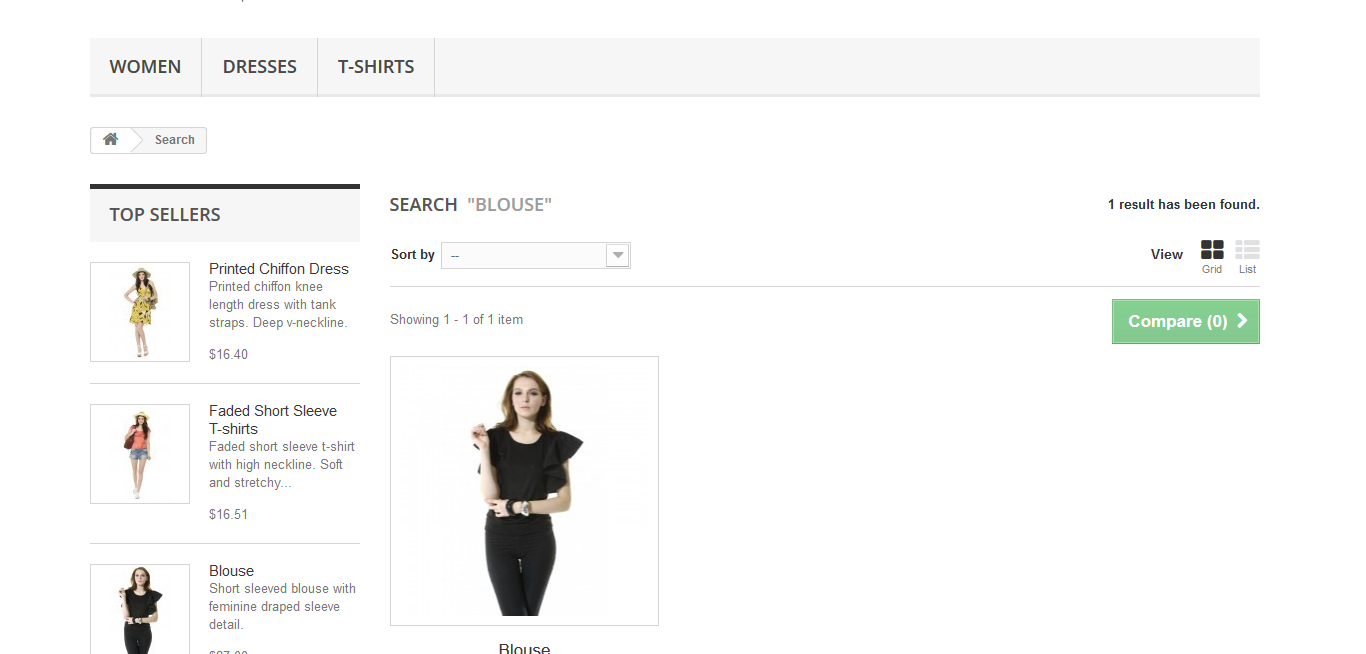 WOMEN
DRESSES
T-SHIRTS
Search
TOP SELLERS
Printed Chiffon Dress
Printed chiffon knee
length dress with tank
straps. Deep v-neckline.
$16.40
Faded Short Sleeve
T-shirts
Faded short sleeve t-shirt
with high neckline. Soft
and stretchy...
$16.51
Blouse
Short sleeved blouse with
feminine draped sleeve
detail.
SEARCH "BLOUSE"
1 result has been found.
Sort by --
View
Grid
List
Showing 1 - 1 of 1 item
Compare (0)
Blouse